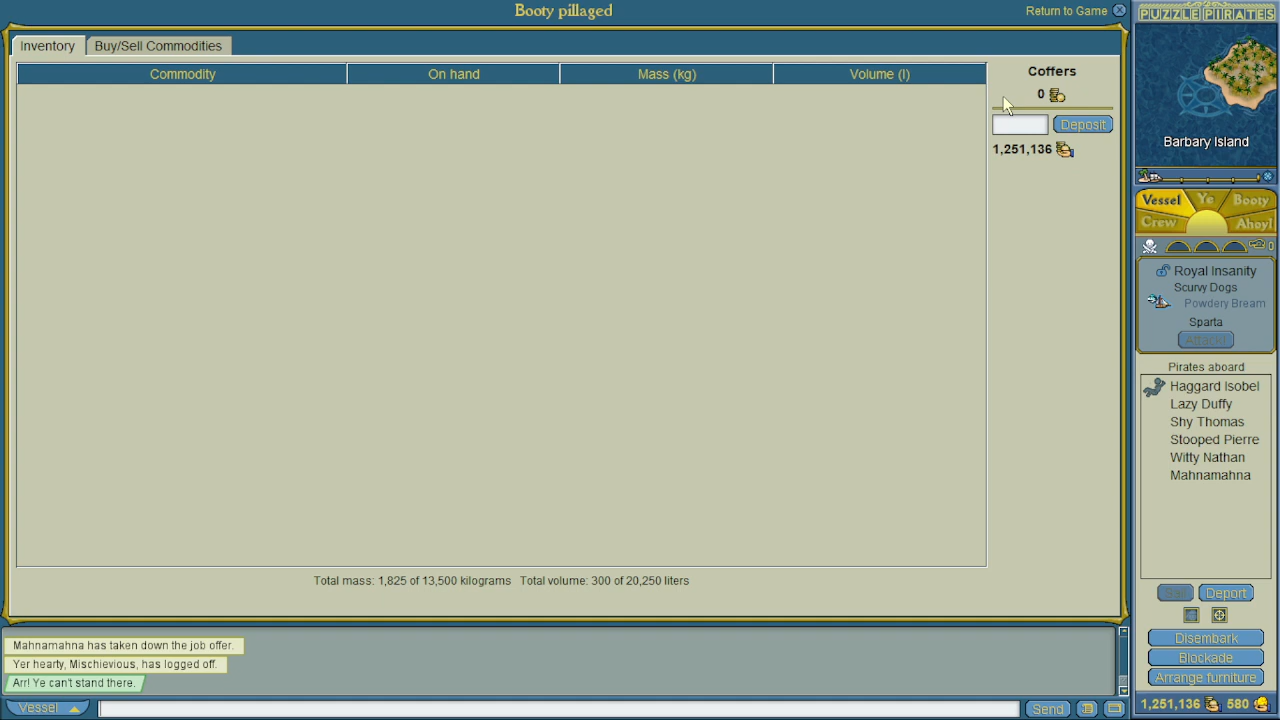 Booty pillaged
Return to Game
PUZZLE PIRATES
Inventory
Buy/Sell Commodities
Commodity
On hand
Mass (kg)
Volume (l)
Coffers
0
Deposit
1,251,136
Total mass: 1,825 of 13,500 kilograms Total volume: 300 of 20,250 liters
Barbary Island
Vessel
Ye
Booty
Crew
Ahoy!
0
Royal Insanity
Scurvy Dogs
Powdery Bream
Sparta
Attack!
Pirates aboard
Haggard Isobel
Lazy Duffy
Shy Thomas
Stooped Pierre
Witty Nathan
Mahnamahna
Sail
Deport
Disembark
Blockade
Arrange furniture
1,251,136
580
Mahnamahna has taken down the job offer.
Yer hearty, Mischievious, has logged off.
Arr! Ye can't stand there.
Vessel
Send